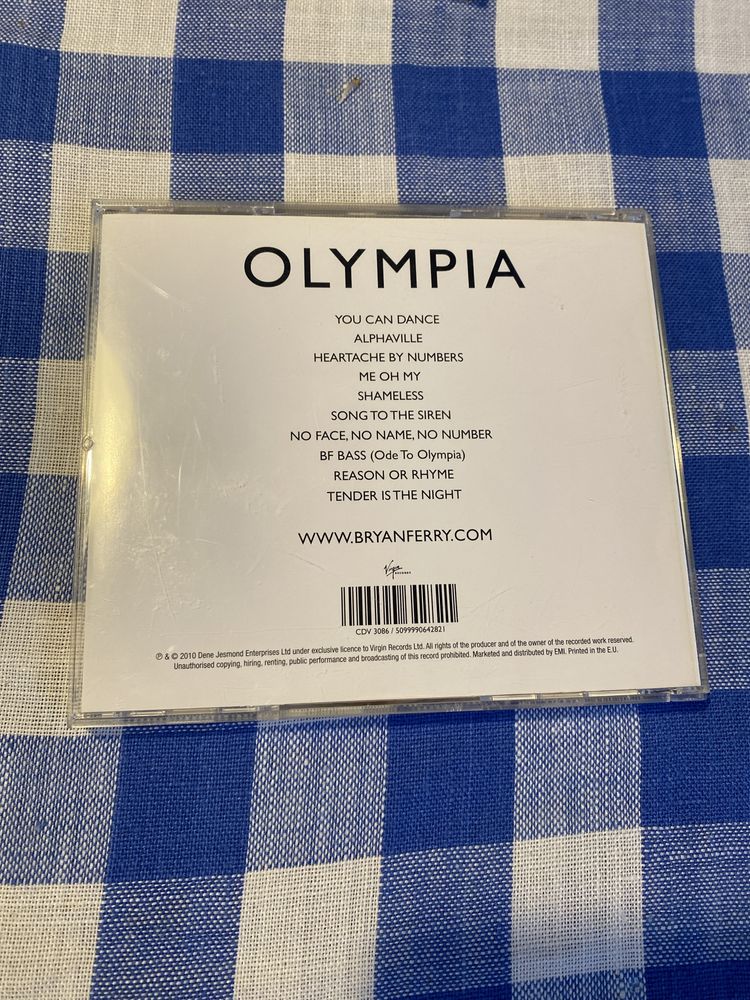 OLYMPIA
YOU CAN DANCE
ALPHAVILLE
HEARTACHE BY NUMBERS
ME OH MY
SHAMELESS
SONG TO THE SIREN
NO FACE, NO NAME, NO NUMBER
BF BASS (Ode To Olympia)
REASON OR RHYME
TENDER IS THE NIGHT
WWW.BRYANFERRY.COM
Virgin
RECORDS
CDV 3086 / 5099990642821
℗ & © 2010 Dene Jesmond Enterprises Ltd under exclusive licence to Virgin Records Ltd. All rights of the producer and of the owner of the recorded work reserved.
Unauthorised copying, hiring, renting, public performance and broadcasting of this record prohibited. Marketed and distributed by EMI. Printed in the E.U.